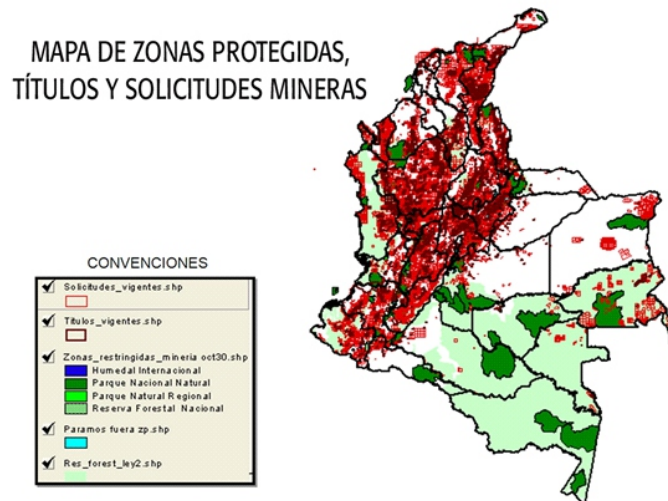 MAPA DE ZONAS PROTEGIDAS,
TÍTULOS Y SOLICITUDES MINERAS
CONVENCIONES
Solicitudes_vigentes.shp
Titulos_vigentes.shp
Zonas_restringidas_mineria oct30.shp
Humedal Internacional
Parque Nacional Natural
Parque Natural Regional
Reserva Forestal Nacional
Paramos fuera zp.shp
Res_forest_ley2.shp